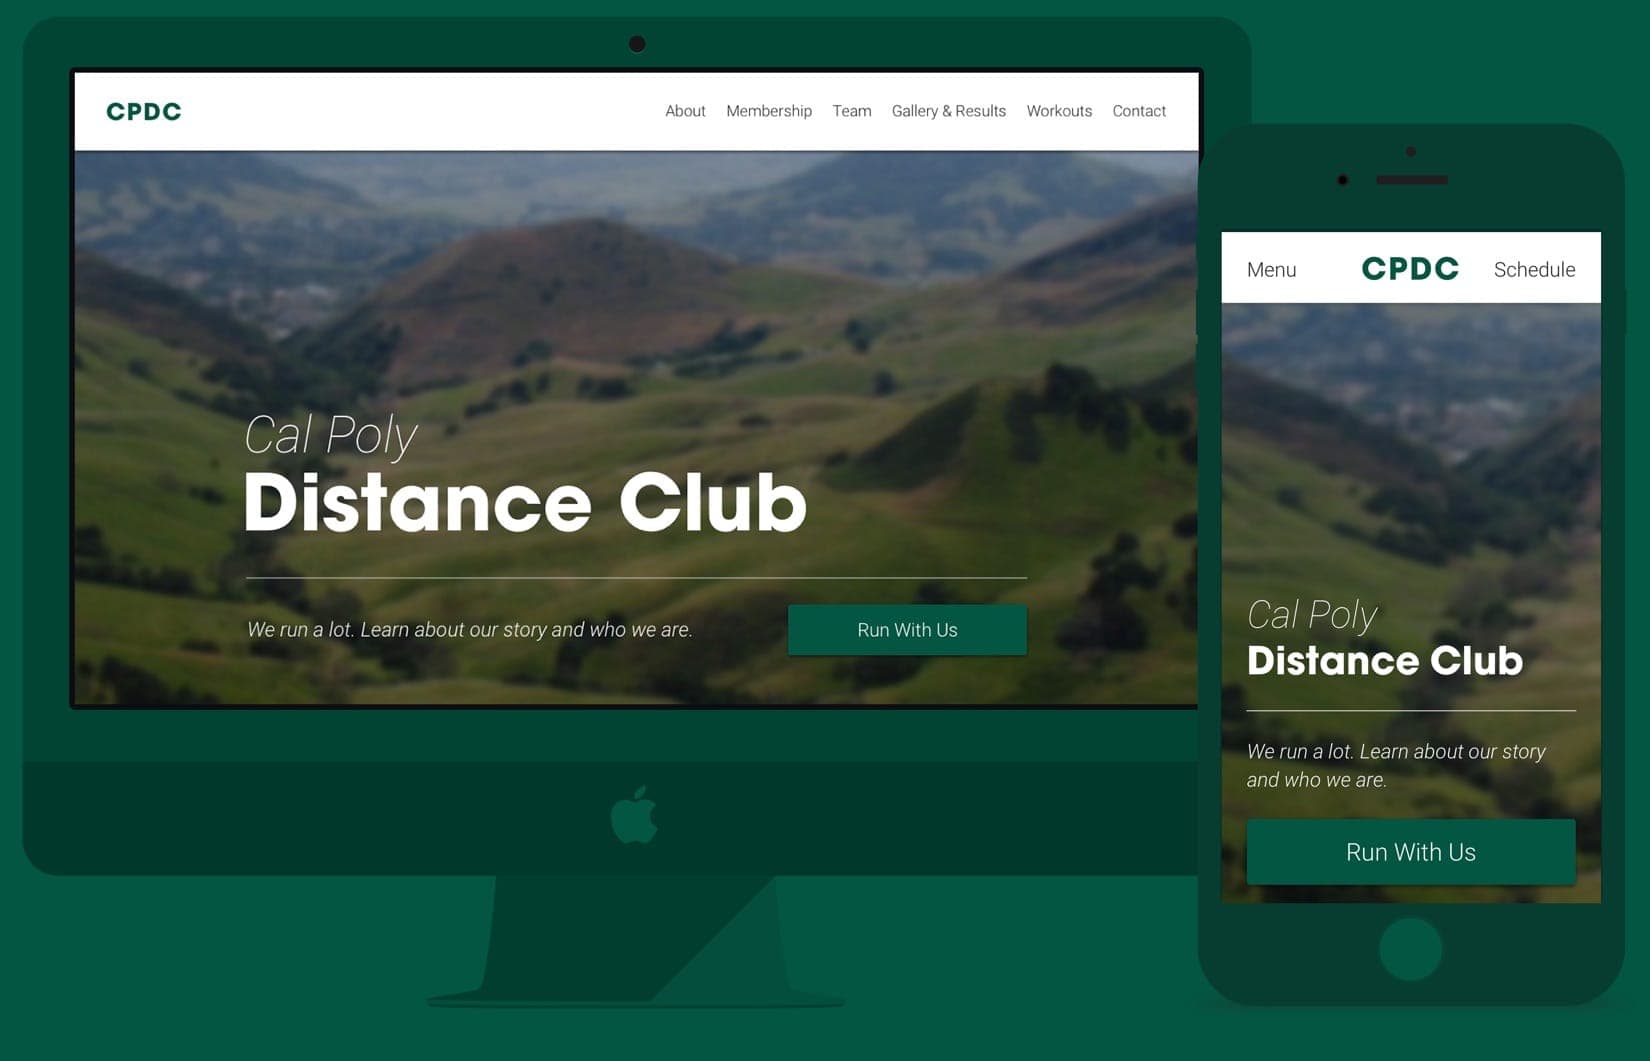 CPDC
About Membership Team Gallery & Results Workouts Contact
Cal Poly
Distance Club
We run a lot. Learn about our story and who we are.
Run With Us
Menu CPDC Schedule
Cal Poly
Distance Club
We run a lot. Learn about our story
and who we are.
Run With Us